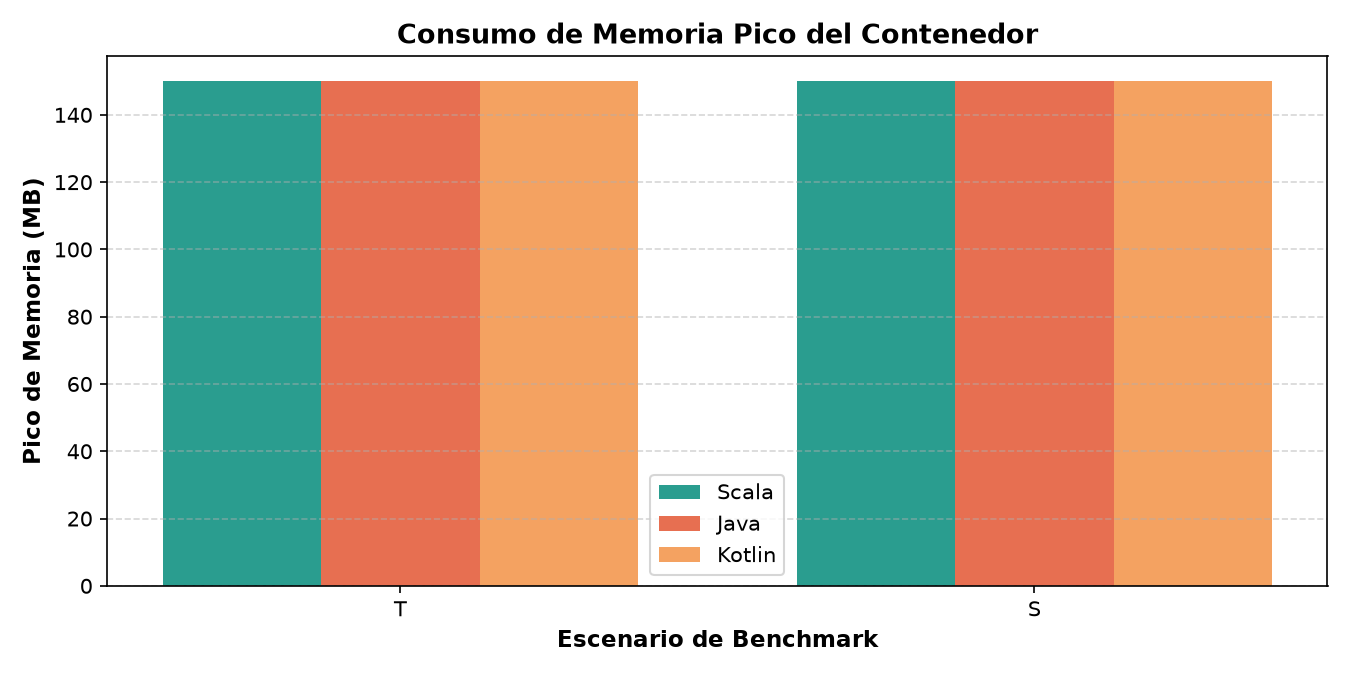 Consumo de Memoria Pico del Contenedor
Pico de Memoria (MB)
140
120
100
80
60
40
20
0
Scala
Java
Kotlin
T
S
Escenario de Benchmark